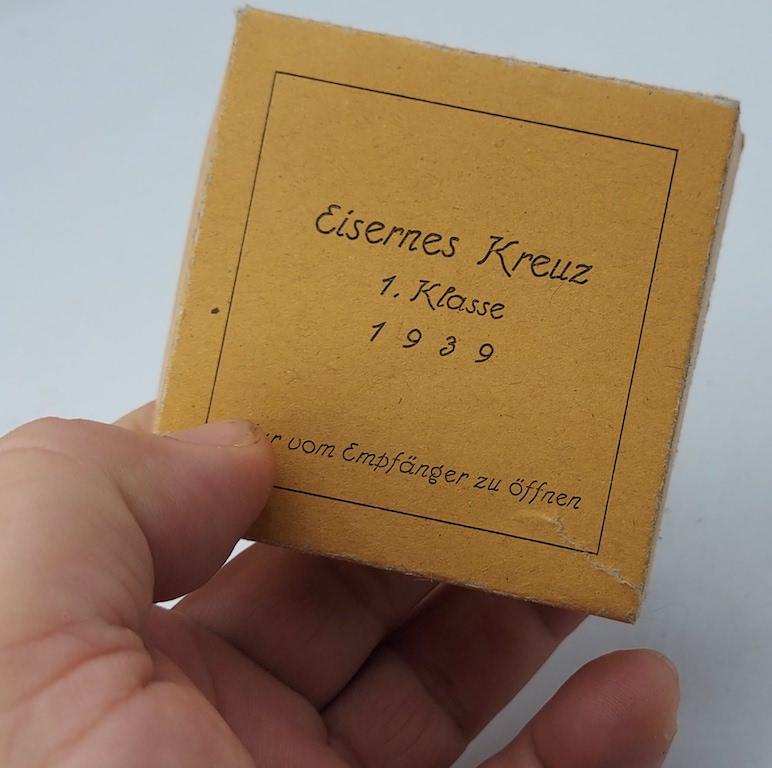 Eisernes Kreuz
1. Klasse
1939
vom Empfänger zu öffnen